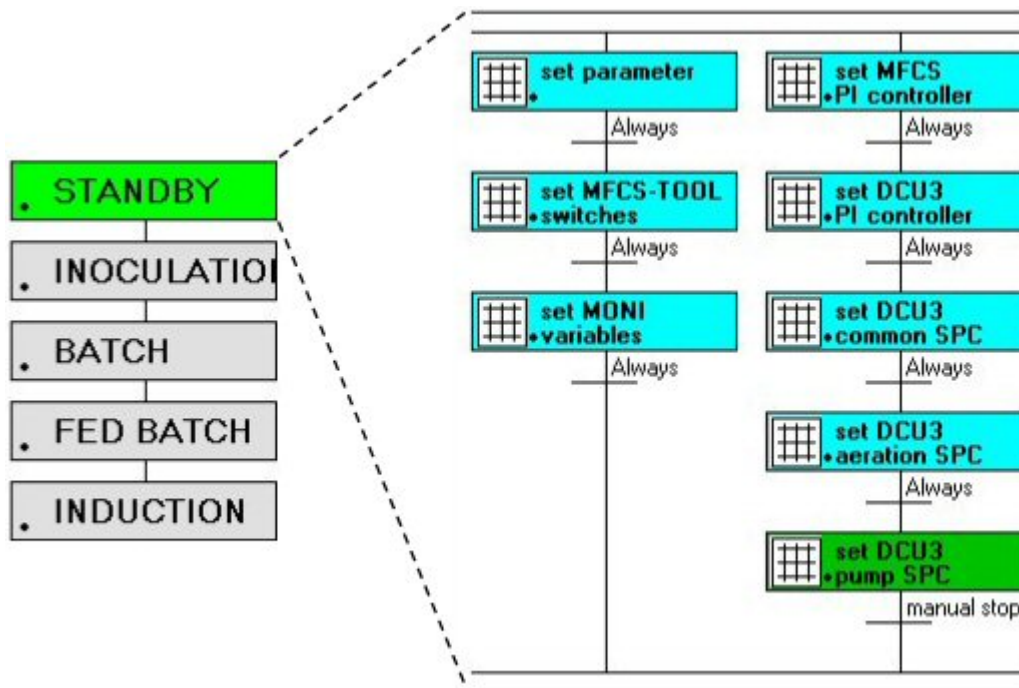 STANDBY
INOCULATIO
BATCH
FED BATCH
INDUCTION
set parameter
Always
set MFCS-TOOL
switches
Always
set MONI
variables
Always
set MFCS
PI controller
Always
set DCU3
PI controller
Always
set DCU3
common SPC
Always
set DCU3
aeration SPC
Always
set DCU3
pump SPC
manual stop